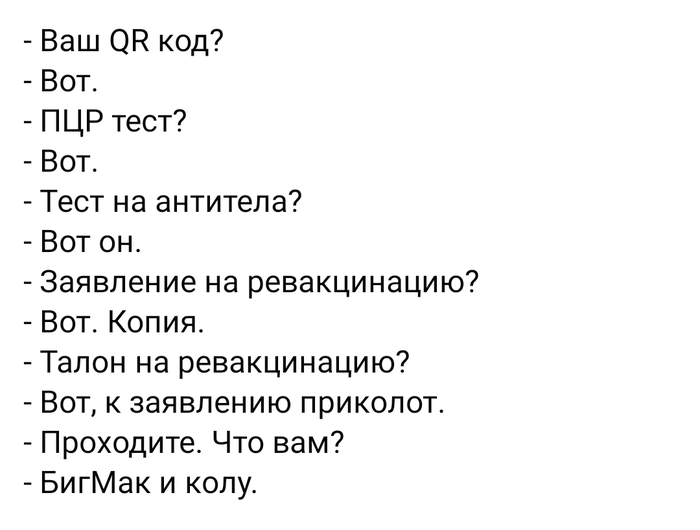 - Ваш QR код?
- Вот.
- ПЦР тест?
- Вот.
- Тест на антитела?
- Вот он.
- Заявление на ревакцинацию?
- Вот. Копия.
- Талон на ревакцинацию?
- Вот, к заявлению приколот.
- Проходите. Что вам?
- БигМак и колу.